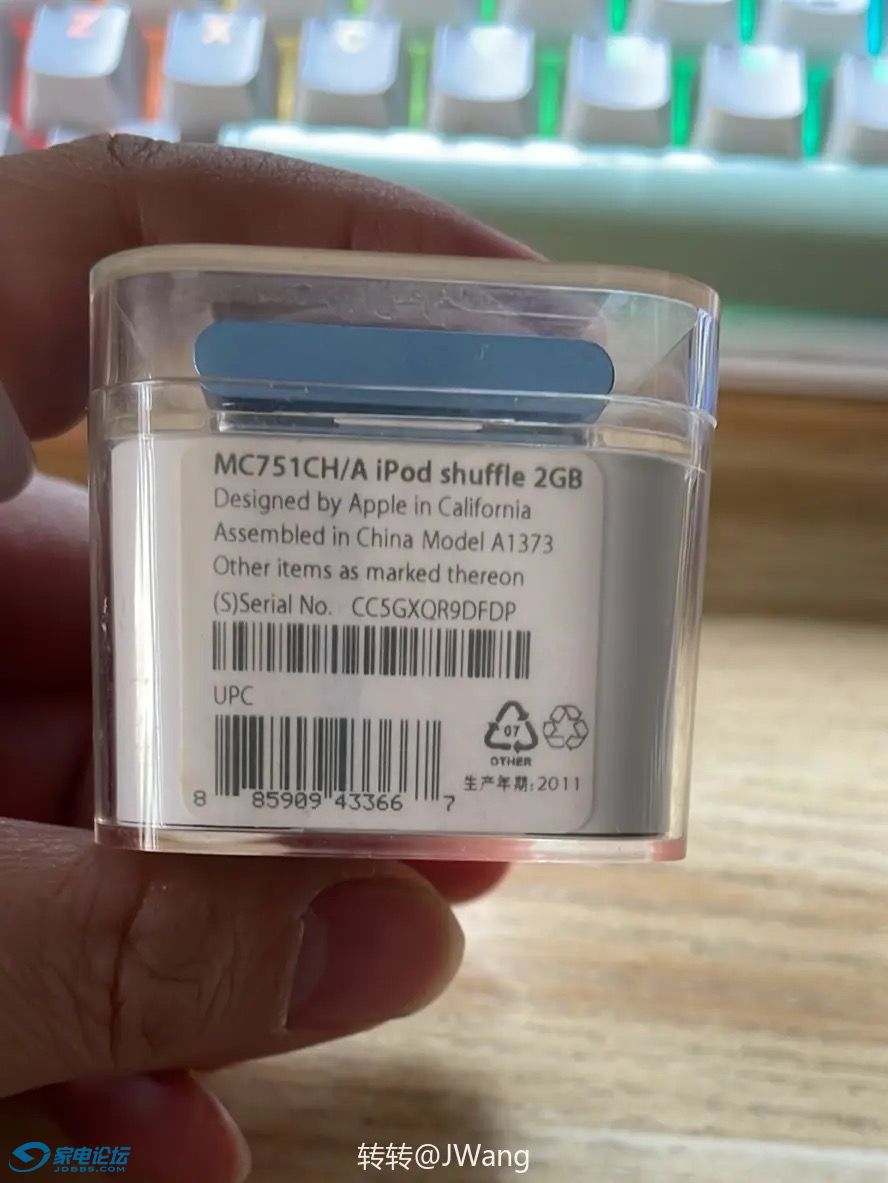 Z X C
MC751CH/A iPod shuffle 2GB
Designed by Apple in California
Assembled in China Model A1373
Other items as marked thereon
(S)Serial No. CC5GXQR9DFDP
UPC
07
OTHER
生产年期:2011
8 85909 43366 7
家电论坛
JDBBS.COM
转转@JWang